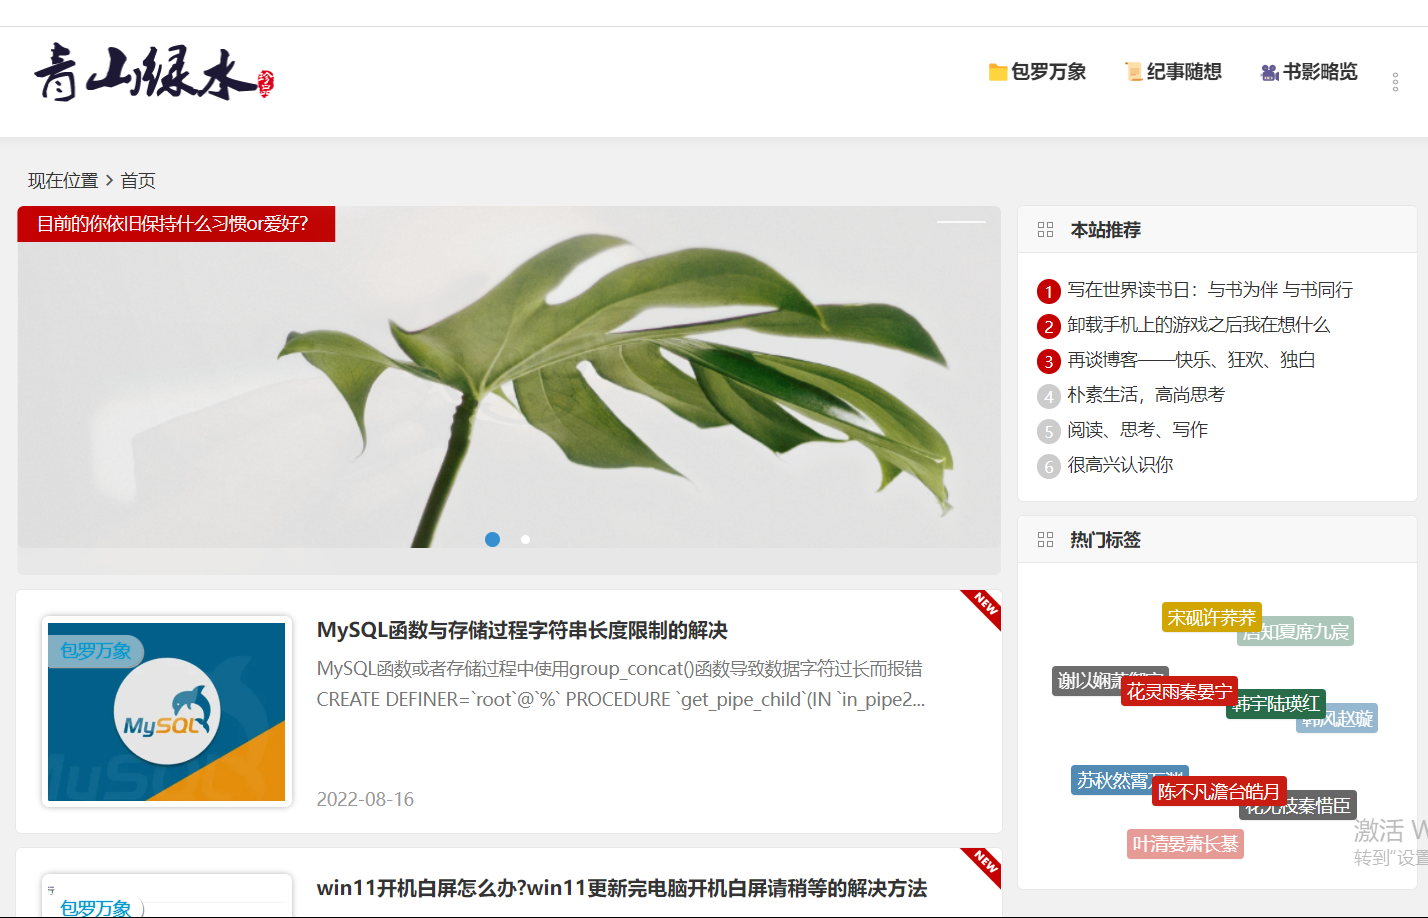 青山绿水
包罗万象
纪事随想
书影略览
现在位置 > 首页
目前的你依旧保持什么习惯or爱好?
本站推荐
1 写在世界读书日：与书为伴 与书同行
2 卸载手机上的游戏之后我在想什么
3 再谈博客——快乐、狂欢、独白
4 朴素生活，高尚思考
5 阅读、思考、写作
6 很高兴认识你
热门标签
宋砚许荞荞
知夏席九宸
谢以娴萧
花灵雨秦晏宁
韩宇陆瑛红
韩风赵璇
苏秋然霄
陈不凡澹台皓月
枝秦惜臣
叶清晏萧长綦
NEW
包罗万象
MySQL
MySQL函数与存储过程字符串长度限制的解决
MySQL函数或者存储过程中使用group_concat()函数导致数据字符过长而报错
CREATE DEFINER=`root`@`%` PROCEDURE `get_pipe_child`(IN `in_pipe2...
2022-08-16
NEW
包罗万象
win11开机白屏怎么办?win11更新完电脑开机白屏请稍等的解决方法
激活 W
转到"设置